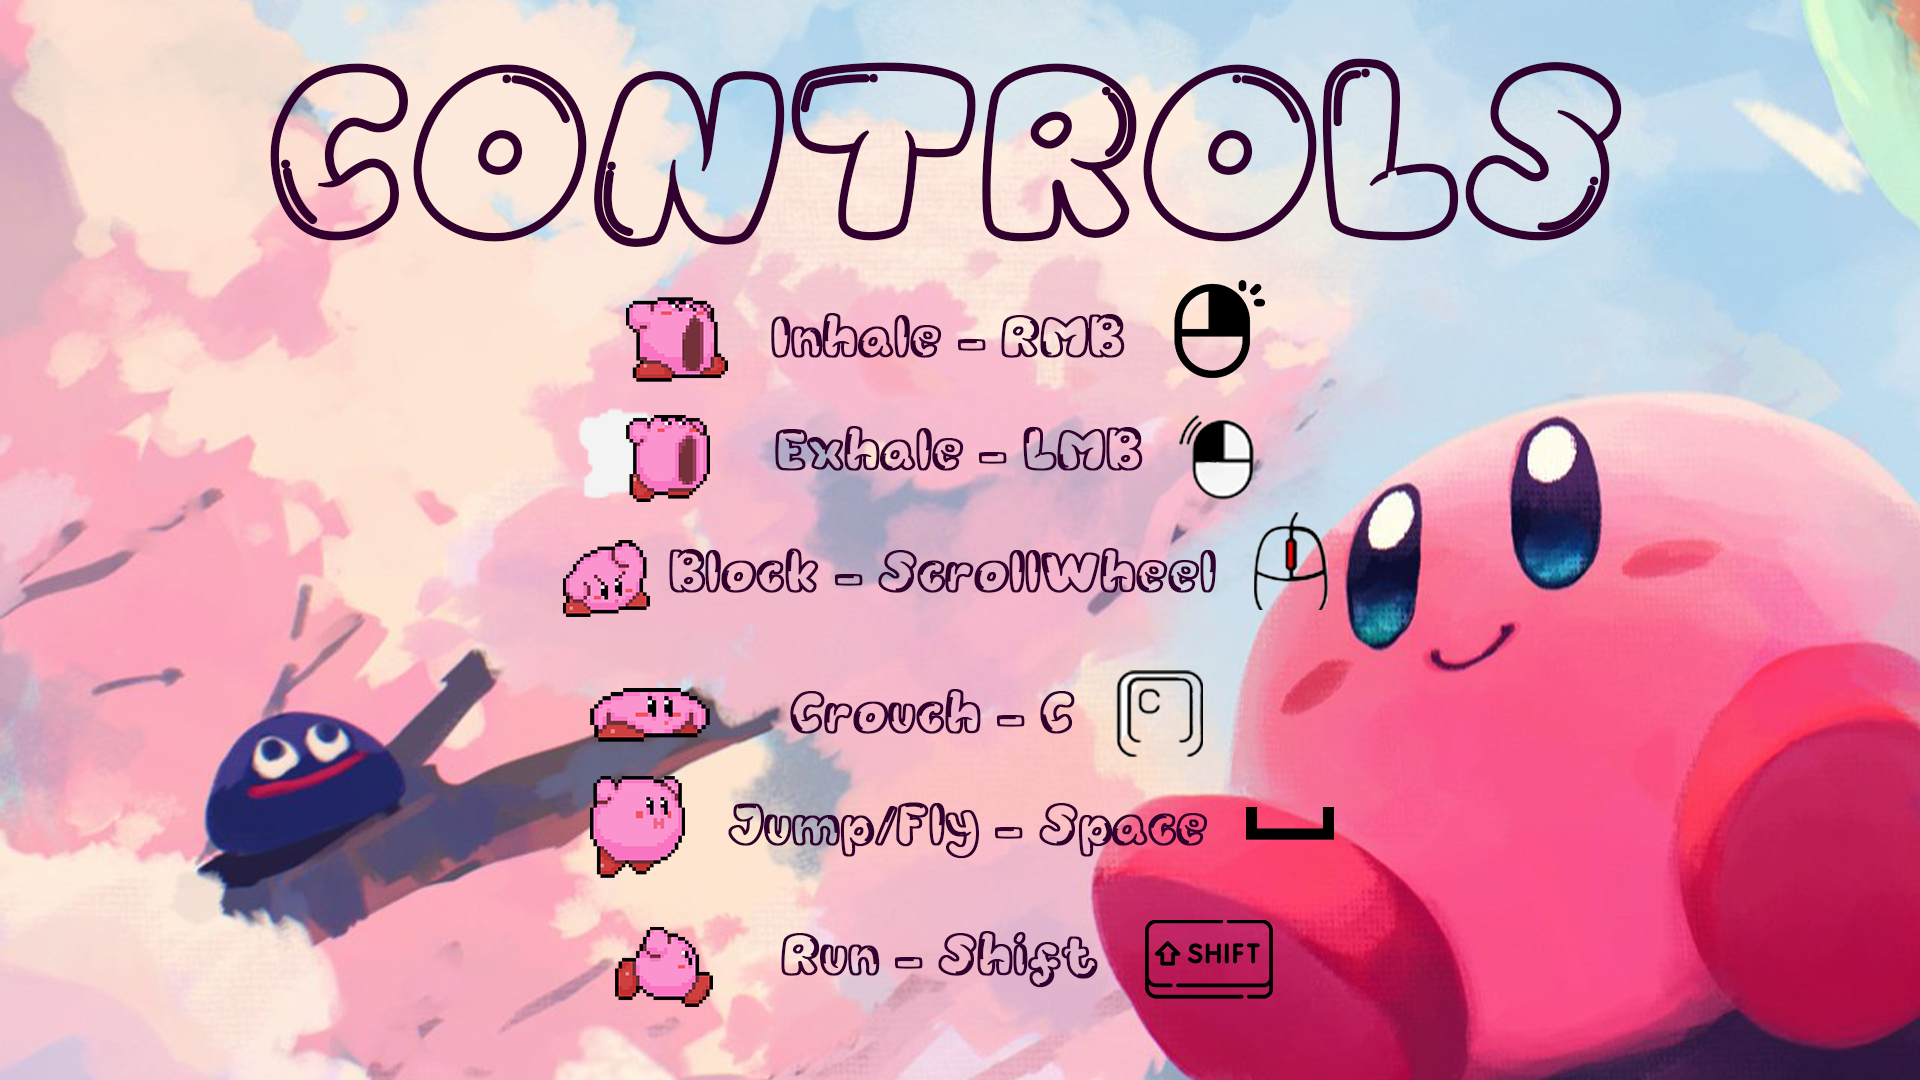 CONTROLS
Inhale - RMB
Exhale - LMB
Block - ScrollWheel
Crouch - C C
Jump/Fly - Space
Run - Shift SHIFT